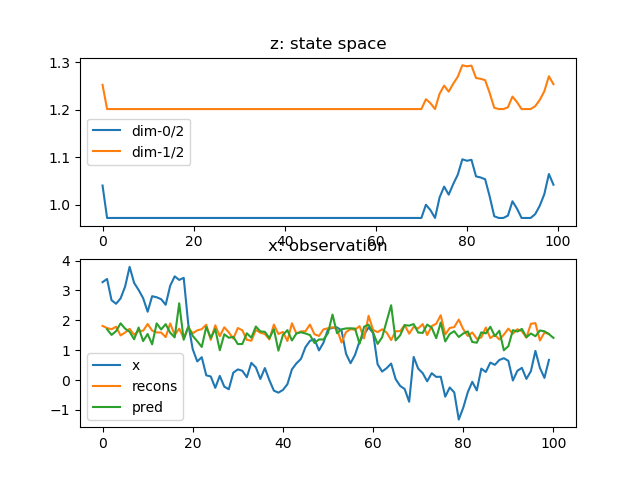 z: state space
1.3
1.2
1.1
1.0
dim-0/2
dim-1/2
0 20 40 60 80 100
x: observation
4
3
2
1
0
−1
x
recons
pred
0 20 40 60 80 100